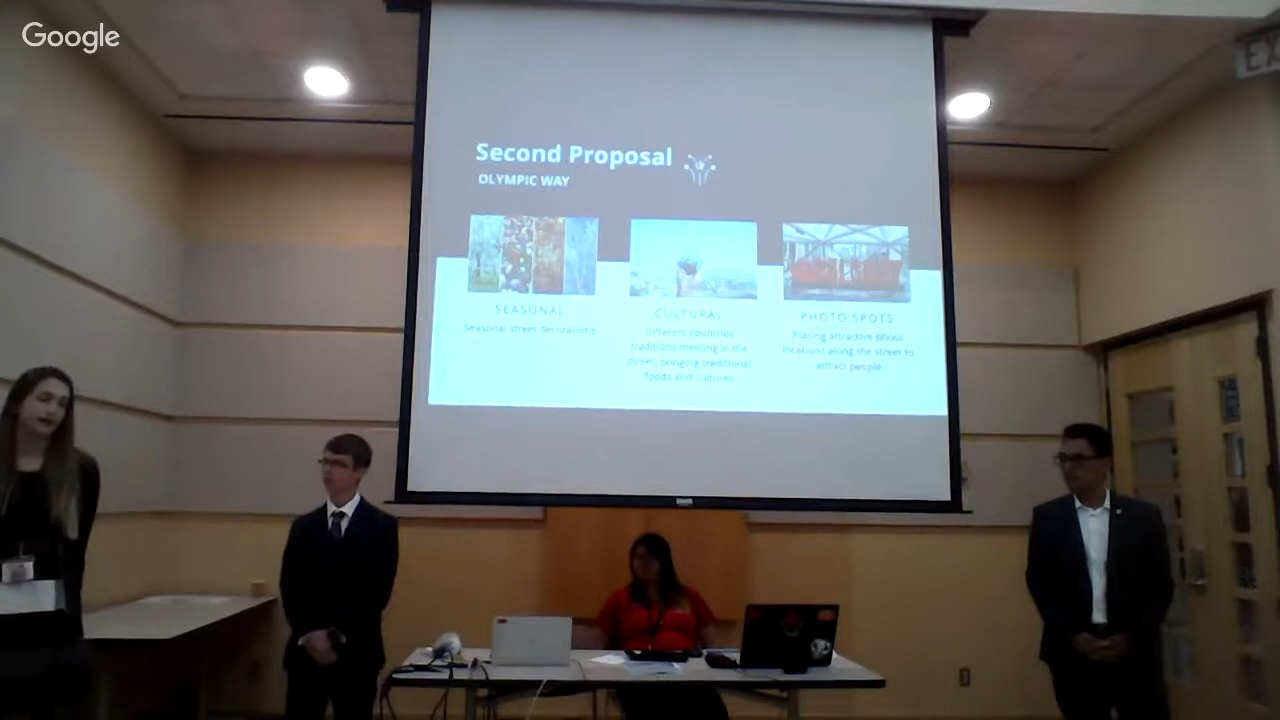 Google
EX
Second Proposal
OLYMPIC WAY
SEASONAL
Seasonal street decorations
CULTURAL
Different countries
traditions meeting in the
street, bringing traditional
foods and cultures
PHOTO SPOTS
Placing attractive photo
locations along the street to
attract people